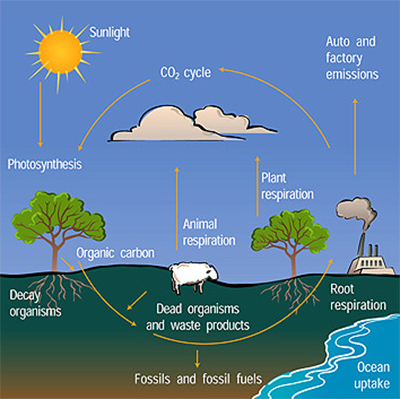 Sunlight
Auto and
factory
emissions
CO₂ cycle
Photosynthesis
Plant
respiration
Animal
respiration
Organic carbon
Decay
organisms
Dead organisms
and waste products
Root
respiration
Fossils and fossil fuels
Ocean
uptake